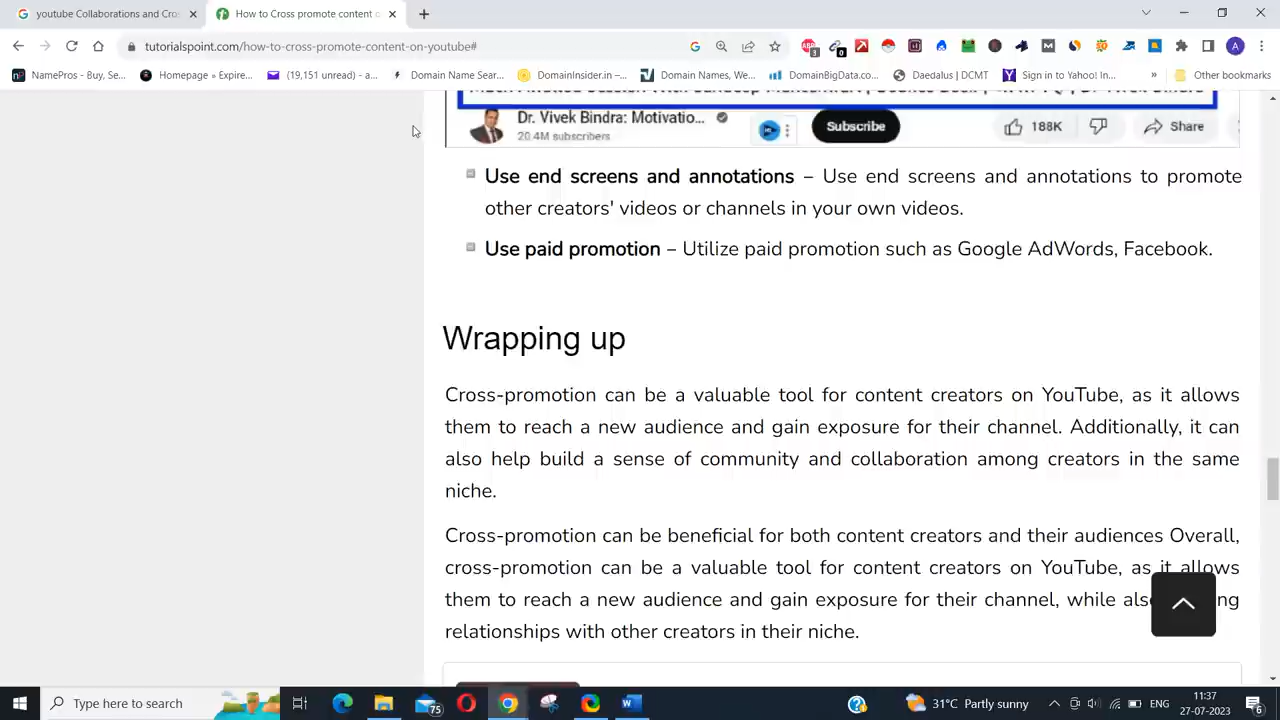 youtube Collaborations and Cros
How to Cross promote content o
tutorialspoint.com/how-to-cross-promote-content-on-youtube#
NamePros - Buy, Se...
Homepage » Expire...
(19,151 unread) - a...
Domain Name Sear...
DomainInsider.in –...
Domain Names, We...
DomainBigData.co...
Daedalus | DCMT
Sign in to Yahoo! In...
Other bookmarks
Dr. Vivek Bindra: Motivatio...
20.4M subscribers
Subscribe
188K
Share
Use end screens and annotations – Use end screens and annotations to promote
other creators' videos or channels in your own videos.
Use paid promotion – Utilize paid promotion such as Google AdWords, Facebook.
Wrapping up
Cross-promotion can be a valuable tool for content creators on YouTube, as it allows
them to reach a new audience and gain exposure for their channel. Additionally, it can
also help build a sense of community and collaboration among creators in the same
niche.
Cross-promotion can be beneficial for both content creators and their audiences Overall,
cross-promotion can be a valuable tool for content creators on YouTube, as it allows
them to reach a new audience and gain exposure for their channel, while
relationships with other creators in their niche.
Type here to search
75
31°C Partly sunny
ENG
11:37
27-07-2023
6